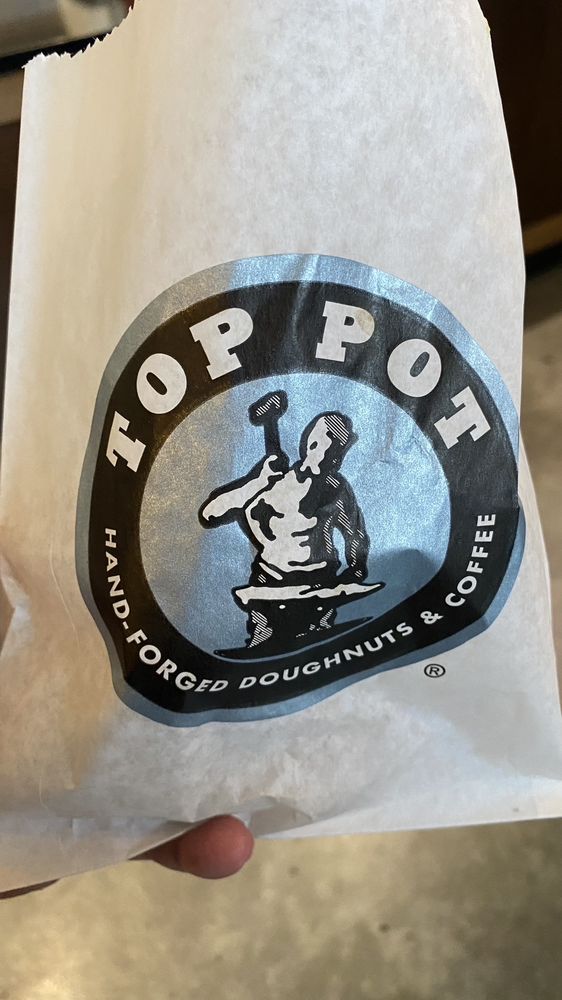 TOP POT
HAND-FORGED DOUGHNUTS & COFFEE
®